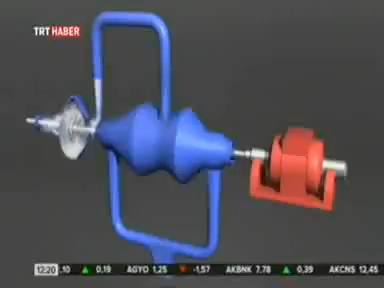 TRT HABER
12:20 .10 ▲ 0,19 AGYO 1,25 ▼ -1,57 AKBNK 7,78 ▲ 0,39 AKCNS 12,45